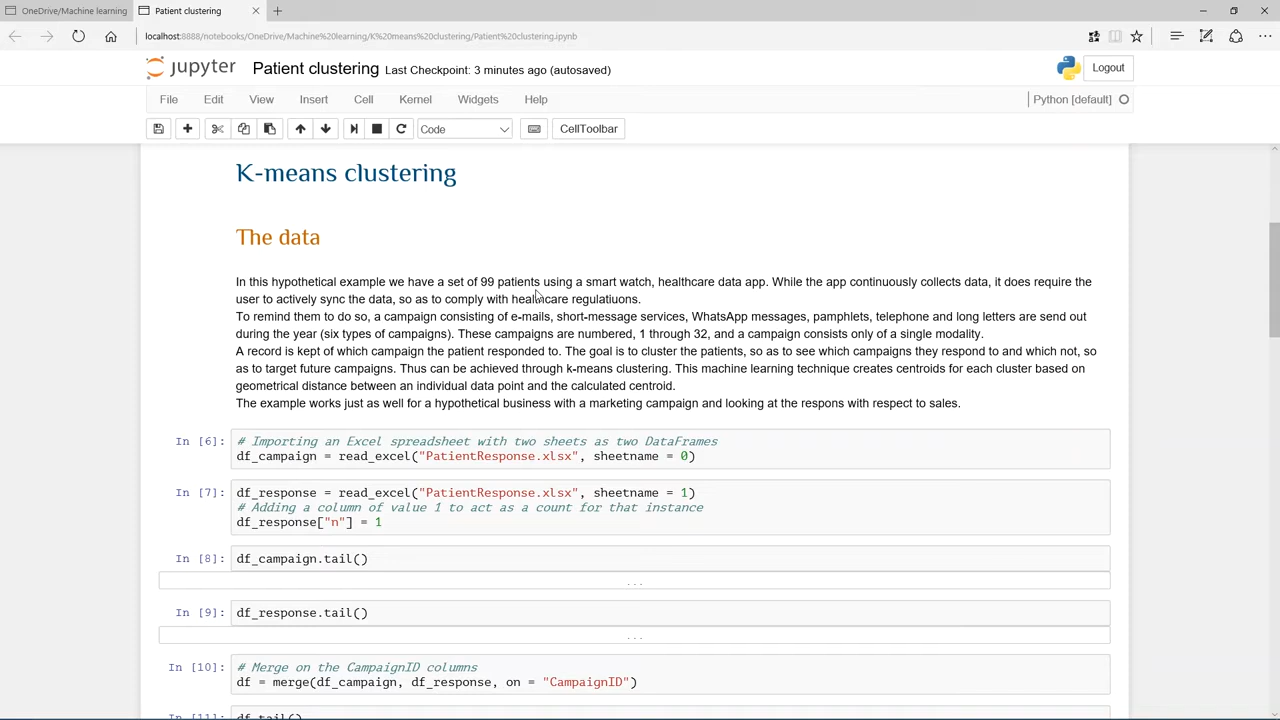 OneDrive/Machine learning
Patient clustering
localhost:8888/notebooks/OneDrive/Machine%20learning/K%20means%20clustering/Patient%20clustering.ipynb
jupyter Patient clustering Last Checkpoint: 3 minutes ago (autosaved)
Logout
File Edit View Insert Cell Kernel Widgets Help
Python [default]
Code
CellToolbar
K-means clustering
The data
In this hypothetical example we have a set of 99 patients using a smart watch, healthcare data app. While the app continuously collects data, it does require the
user to actively sync the data, so as to comply with healthcare regulatiuons.
To remind them to do so, a campaign consisting of e-mails, short-message services, WhatsApp messages, pamphlets, telephone and long letters are send out
during the year (six types of campaigns). These campaigns are numbered, 1 through 32, and a campaign consists only of a single modality.
A record is kept of which campaign the patient responded to. The goal is to cluster the patients, so as to see which campaigns they respond to and which not, so
as to target future campaigns. Thus can be achieved through k-means clustering. This machine learning technique creates centroids for each cluster based on
geometrical distance between an individual data point and the calculated centroid.
The example works just as well for a hypothetical business with a marketing campaign and looking at the respons with respect to sales.
In [6]: # Importing an Excel spreadsheet with two sheets as two DataFrames
df_campaign = read_excel("PatientResponse.xlsx", sheetname = 0)
In [7]: df_response = read_excel("PatientResponse.xlsx", sheetname = 1)
# Adding a column of value 1 to act as a count for that instance
df_response["n"] = 1
In [8]: df_campaign.tail()
...
In [9]: df_response.tail()
...
In [10]: # Merge on the CampaignID columns
df = merge(df_campaign, df_response, on = "CampaignID")
In [11]: df.tail()